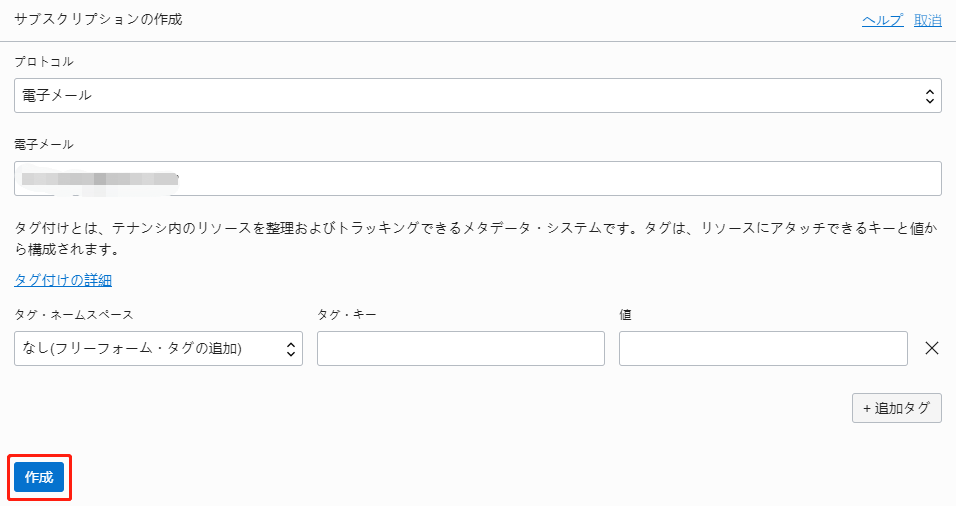 サブスクリプションの作成
ヘルプ 取消
プロトコル
電子メール
電子メール
タグ付けとは、テナンシ内のリソースを整理およびトラッキングできるメタデータ・システムです。タグは、リソースにアタッチできるキーと値か
ら構成されます。
タグ付けの詳細
タグ・ネームスペース タグ・キー 値
なし(フリーフォーム・タグの追加)
+ 追加タグ
作成